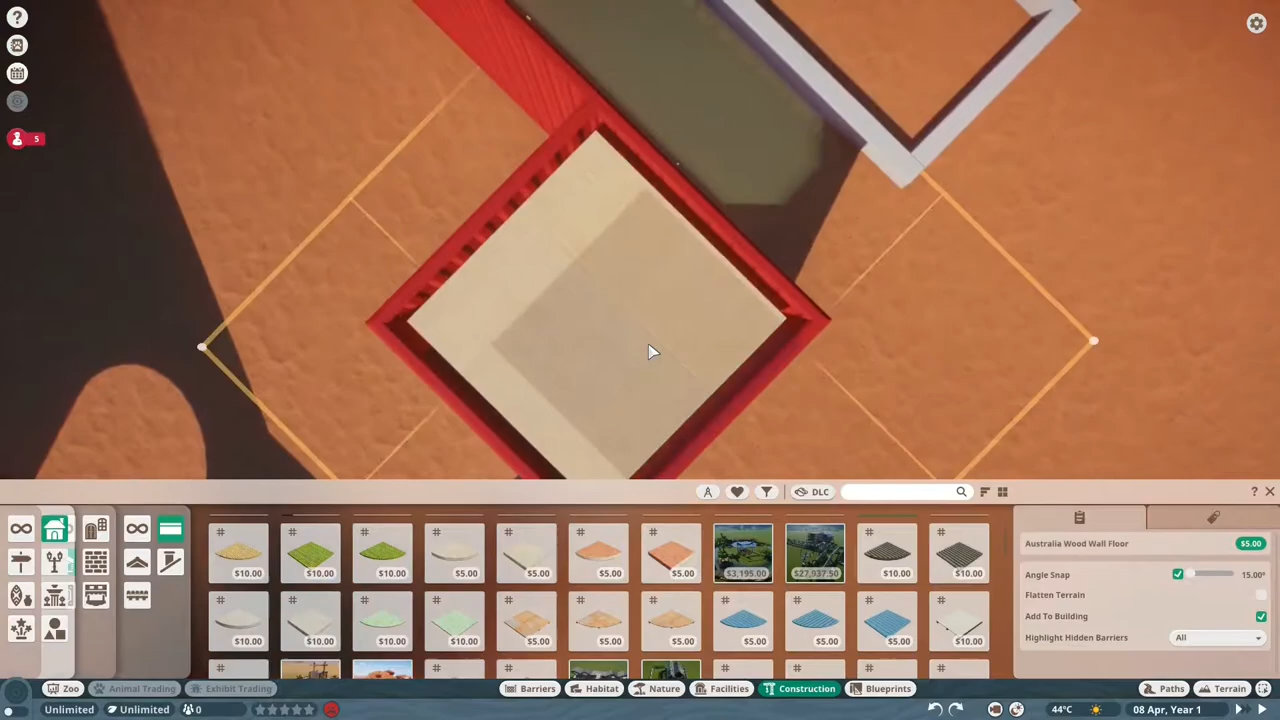 ?
5
DLC
? ×
$10.00 $10.00 $10.00 $5.00 $5.00 $5.00 $5.00 $3,195.00 $27,937.50 $10.00 $10.00
$10.00 $10.00 $10.00 $10.00 $5.00 $5.00 $5.00 $5.00 $5.00 $5.00 $10.00
Australia Wood Wall Floor $5.00
Angle Snap 15.00°
Flatten Terrain
Add To Building
Highlight Hidden Barriers All
Zoo Animal Trading Exhibit Trading Barriers Habitat Nature Facilities Construction Blueprints Paths Terrain
Unlimited Unlimited 0 44°C 08 Apr, Year 1